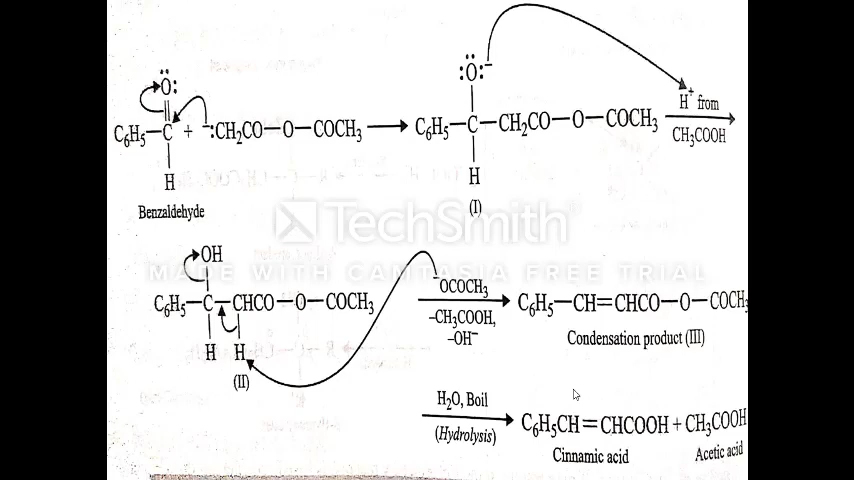 :Ö:
C₆H₅—C + ⁻:CH₂CO—O—COCH₃
H
Benzaldehyde
:Ö:⁻
C₆H₅—C—CH₂CO—O—COCH₃
H
(I)
H⁺ from
CH₃COOH
TechSmith
MADE WITH CAMTASIA FREE TRIAL
OH
C₆H₅—C—CHCO—O—COCH₃
H H
(II)
⁻OCOCH₃
–CH₃COOH,
–OH⁻
C₆H₅—CH=CHCO—O—COCH₃
Condensation product (III)
H₂O, Boil
(Hydrolysis)
C₆H₅CH=CHCOOH + CH₃COOH
Cinnamic acid Acetic acid